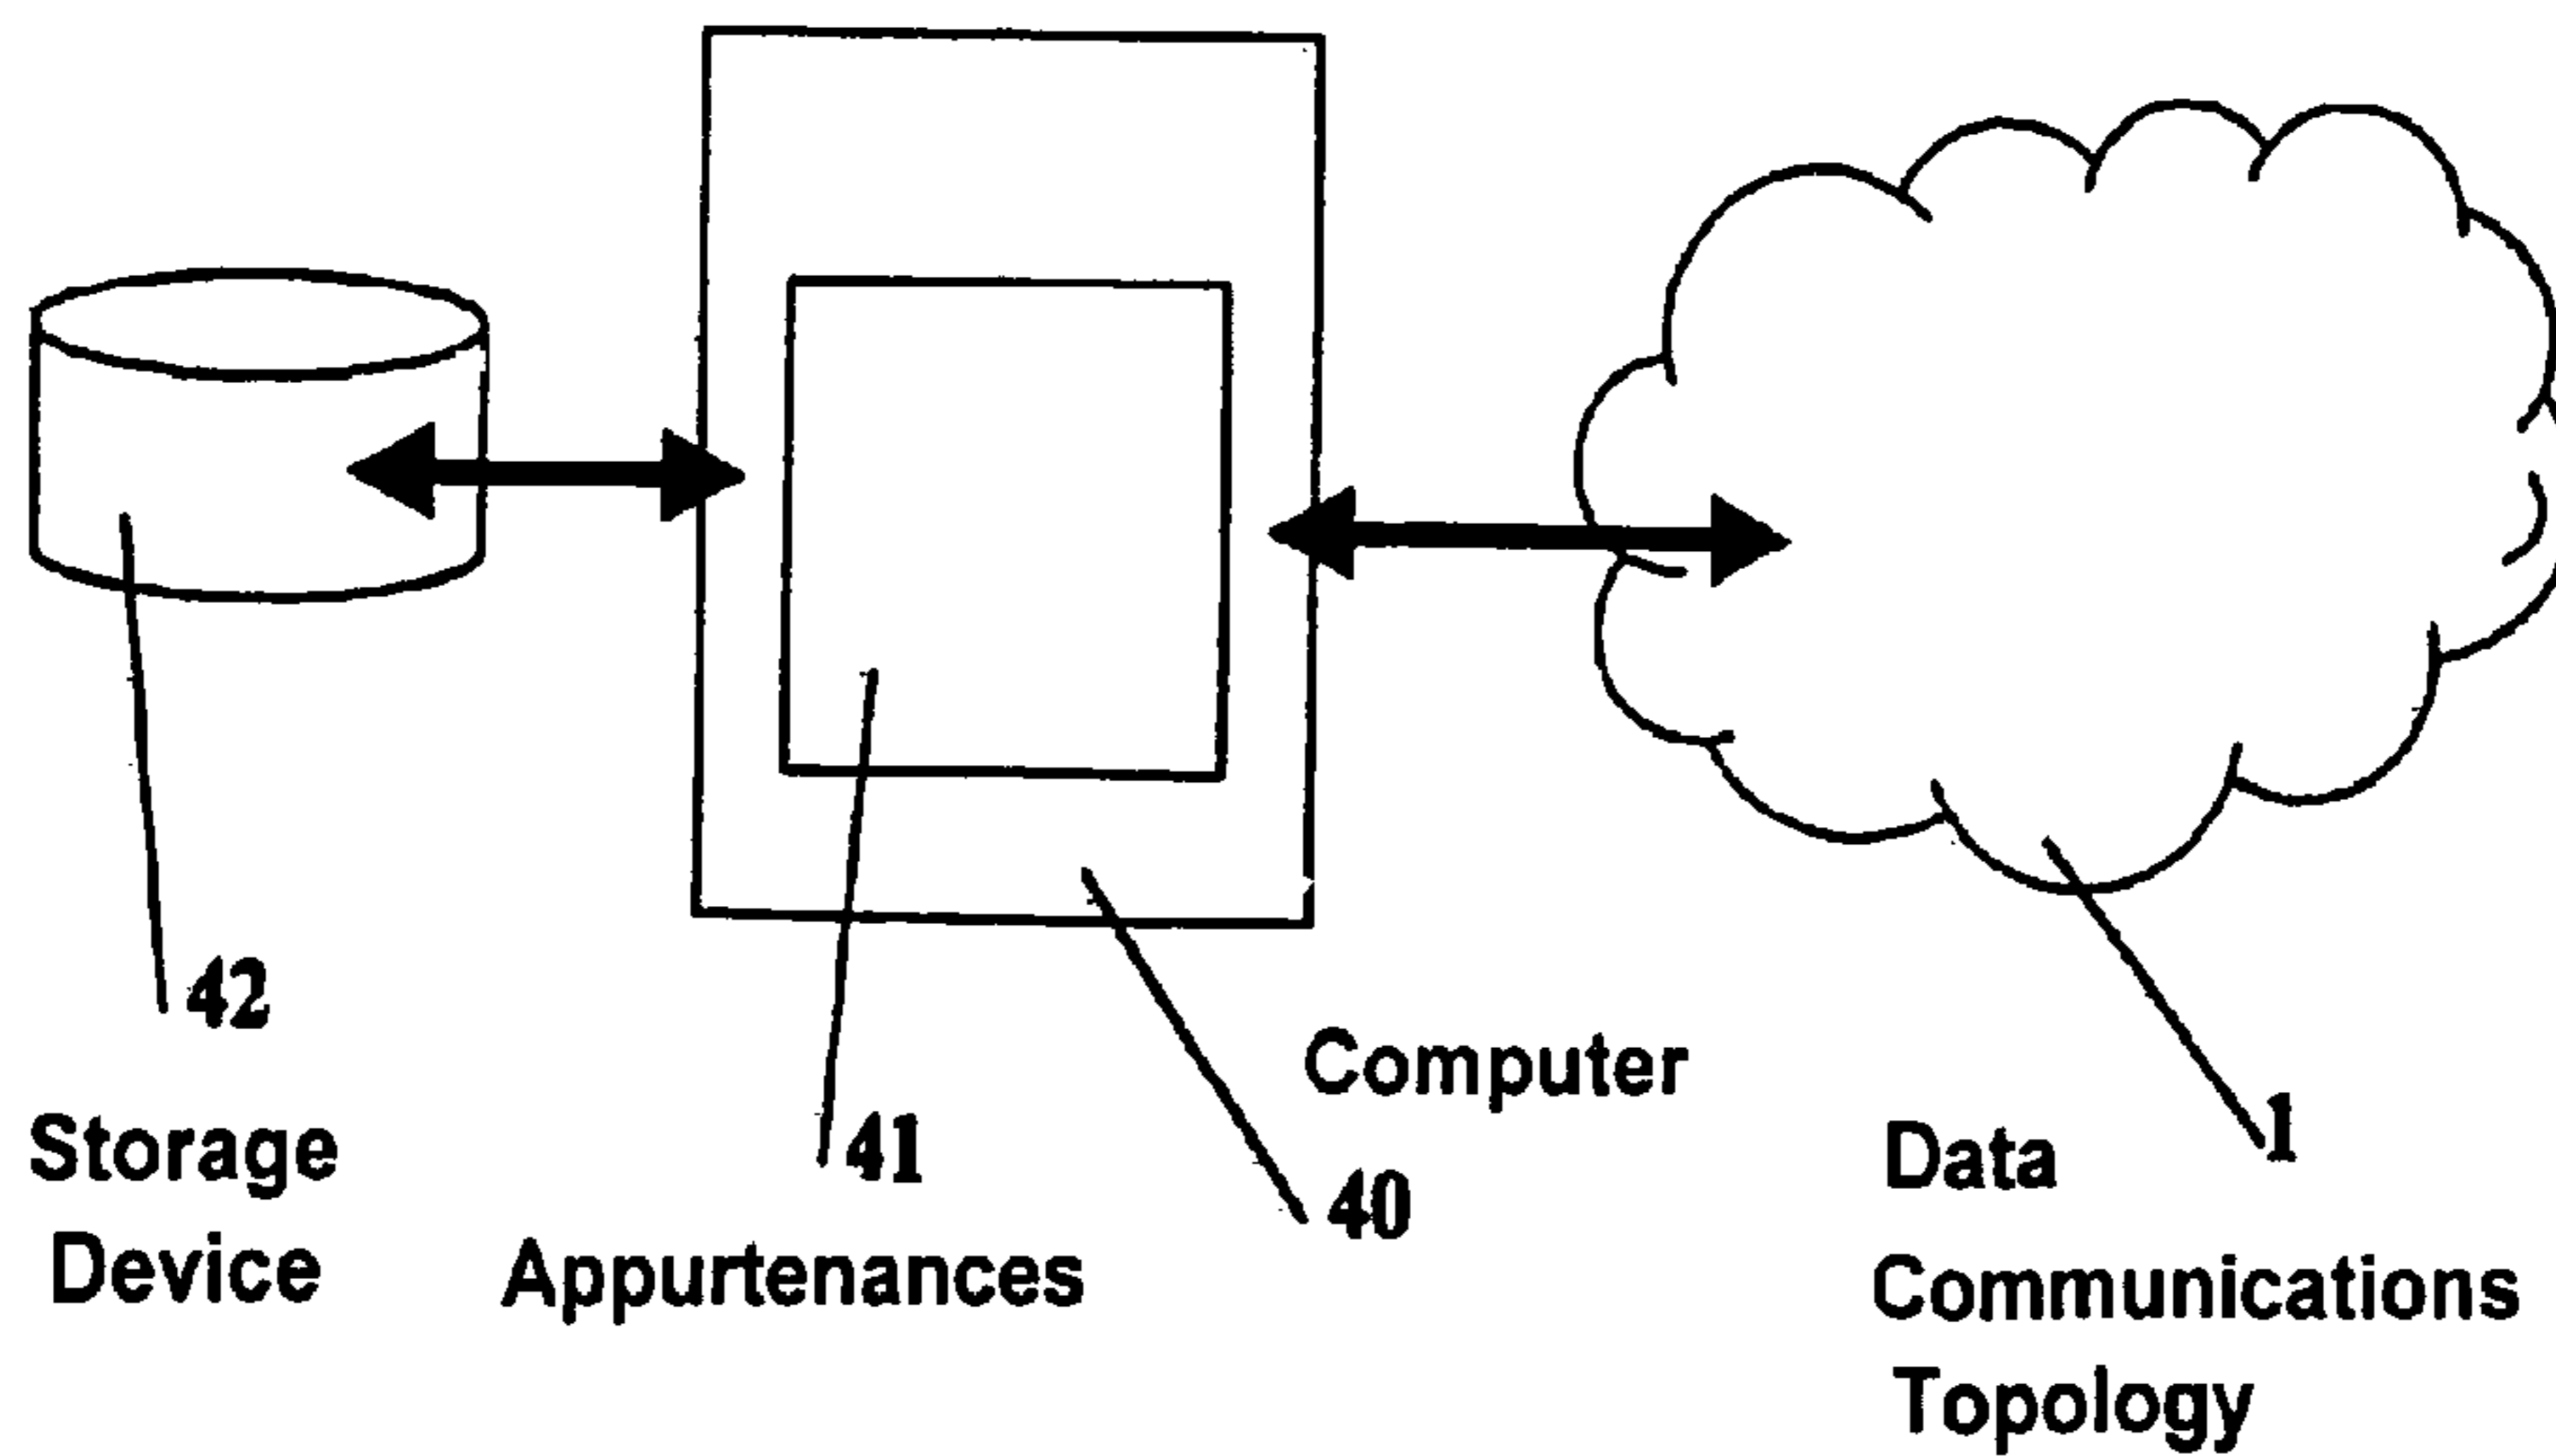 42
Storage
Device
41
Appurtenances
Computer
40
1
Data
Communications
Topology